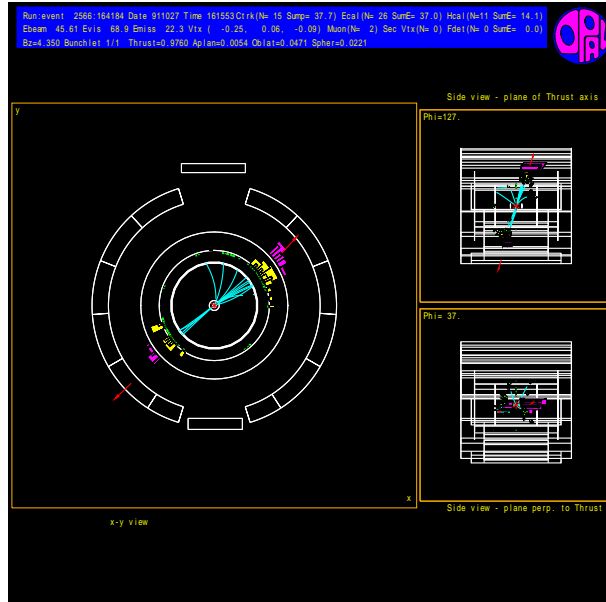 Run:event 2566:164184 Date 911027 Time 161553 Ctrk(N= 15 Sump= 37.7) Ecal(N= 26 SumE= 37.0) Hcal(N=11 SumE= 14.1)
Ebeam 45.61 Evis 68.9 Emiss 22.3 Vtx ( -0.25, 0.06, -0.09) Muon(N= 2) Sec Vtx(N= 0) Fdet(N= 0 SumE= 0.0)
Bz=4.350 Bunchlet 1/1 Thrust=0.9760 Aplan=0.0054 Oblat=0.0471 Spher=0.0221
OPAL
Side view - plane of Thrust axis
y
Phi=127.
Phi= 37.
x
Side view - plane perp. to Thrust
x-y view